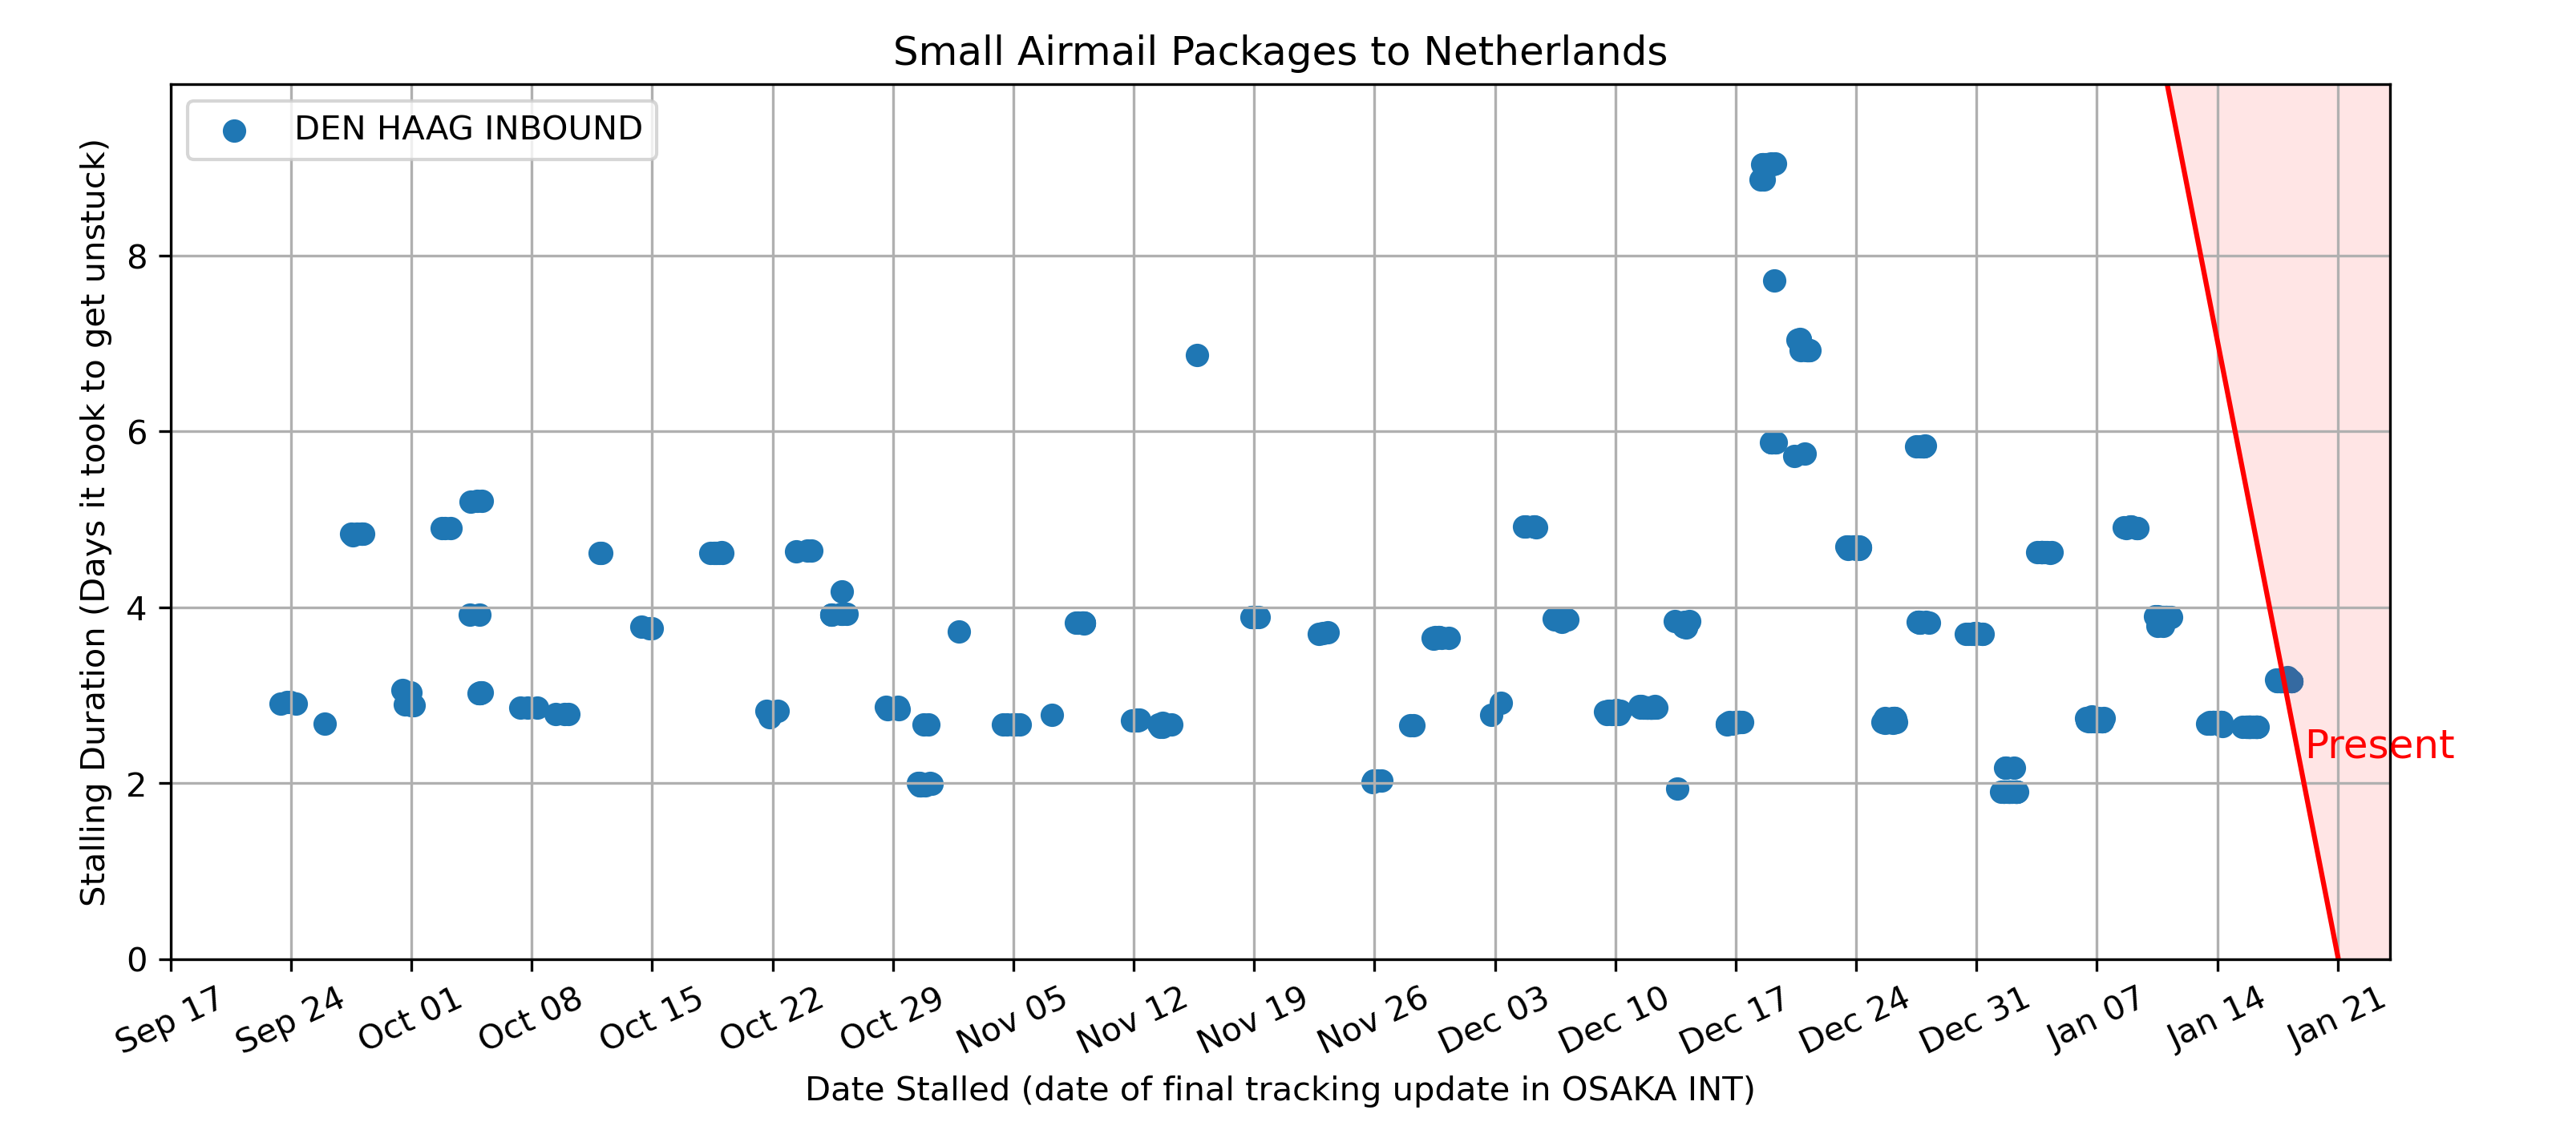 Small Airmail Packages to Netherlands
DEN HAAG INBOUND
Stalling Duration (Days it took to get unstuck)
8
6
4
2
0
Present
Sep 17
Sep 24
Oct 01
Oct 08
Oct 15
Oct 22
Oct 29
Nov 05
Nov 12
Nov 19
Nov 26
Dec 03
Dec 10
Dec 17
Dec 24
Dec 31
Jan 07
Jan 14
Jan 21
Date Stalled (date of final tracking update in OSAKA INT)